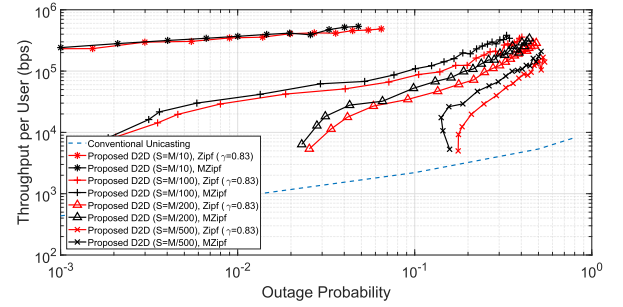 10^6
10^5
10^4
10^3
10^2
Throughput per User (bps)
Conventional Unicasting
Proposed D2D (S=M/10), Zipf (γ=0.83)
Proposed D2D (S=M/10), MZipf
Proposed D2D (S=M/100), Zipf (γ=0.83)
Proposed D2D (S=M/100), MZipf
Proposed D2D (S=M/200), Zipf (γ=0.83)
Proposed D2D (S=M/200), MZipf
Proposed D2D (S=M/500), Zipf (γ=0.83)
Proposed D2D (S=M/500), MZipf
10^-3 10^-2 10^-1 10^0
Outage Probability